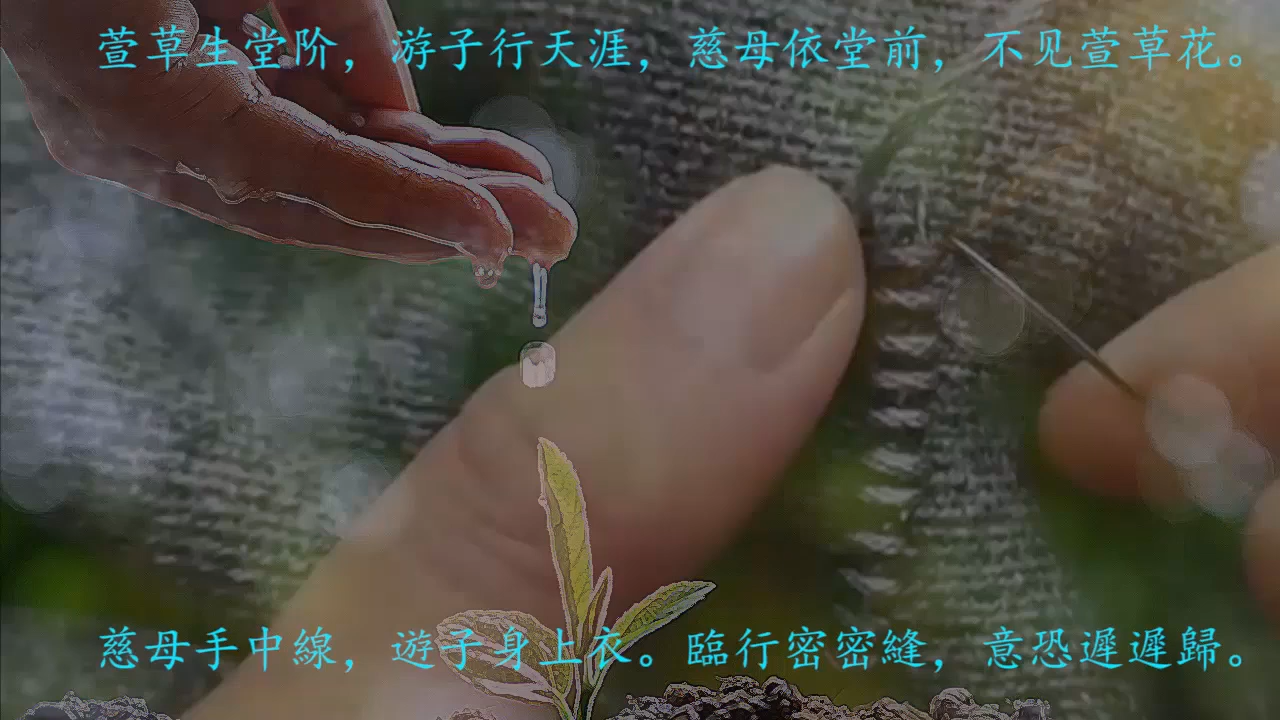 萱草生堂阶，游子行天涯，慈母依堂前，不见萱草花。
慈母手中線，遊子身上衣。臨行密密縫，意恐遲遲歸。